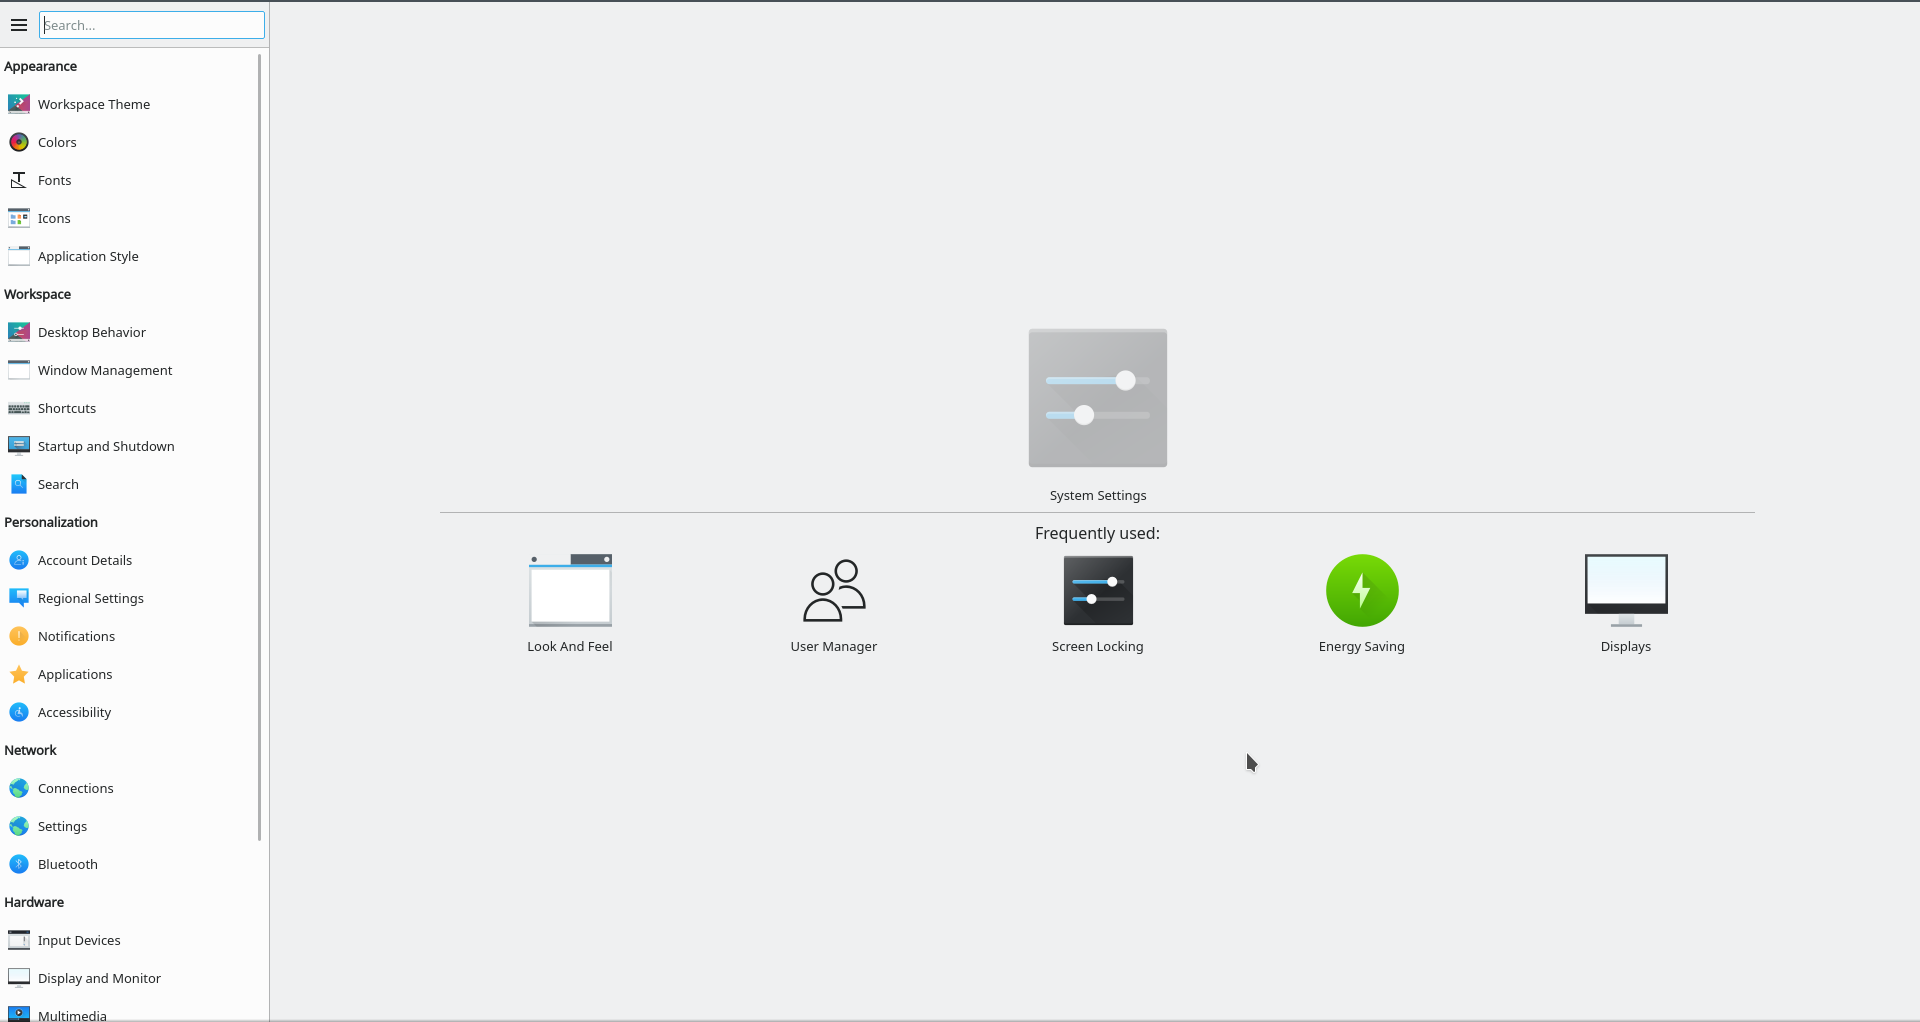 Search...
Appearance
Workspace Theme
Colors
Fonts
Icons
Application Style
Workspace
Desktop Behavior
Window Management
Shortcuts
Startup and Shutdown
Search
Personalization
Account Details
Regional Settings
Notifications
Applications
Accessibility
Network
Connections
Settings
Bluetooth
Hardware
Input Devices
Display and Monitor
Multimedia
System Settings
Frequently used:
Look And Feel
User Manager
Screen Locking
Energy Saving
Displays